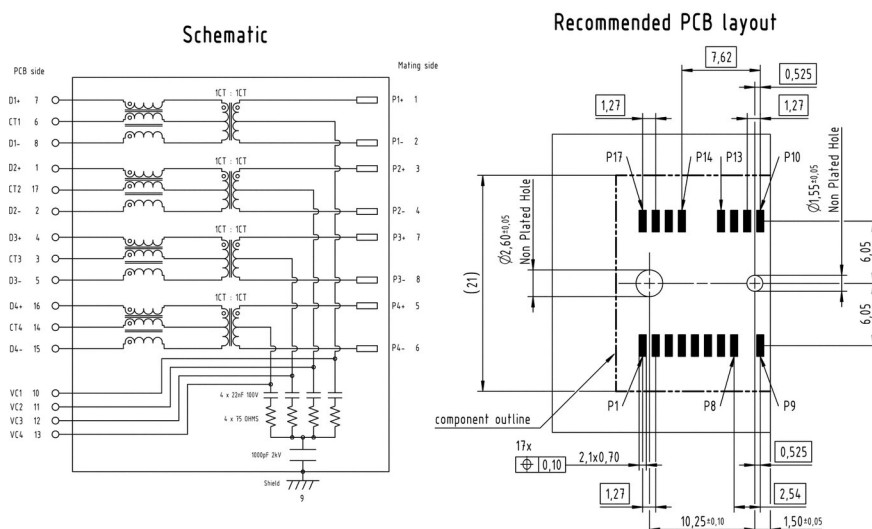 Schematic
PCB side
Mating side
D1+ 7
1CT : 1CT
P1+ 1
CT1 6
D1- 8
P1- 2
D2+ 1
1CT : 1CT
P2+ 3
CT2 17
D2- 2
P2- 4
D3+ 4
1CT : 1CT
P3+ 7
CT3 3
D3- 5
P3- 8
D4+ 16
1CT : 1CT
P4+ 5
CT4 14
D4- 15
P4- 6
VC1 10
VC2 11
VC3 12
VC4 13
4 x 22nF 100V
4 x 75 OHMS
1000pF 2kV
Shield
9
Recommended PCB layout
7,62
0,525
1,27
1,27
P17
P14
P13
P10
Ø1,55±0,05
Non Plated Hole
Ø2,60±0,05
Non Plated Hole
(21)
6,05
6,05
P1
P8
P9
component outline
17x
0,10
2,1x0,70
0,525
1,27
2,54
10,25±0,10
1,50±0,05